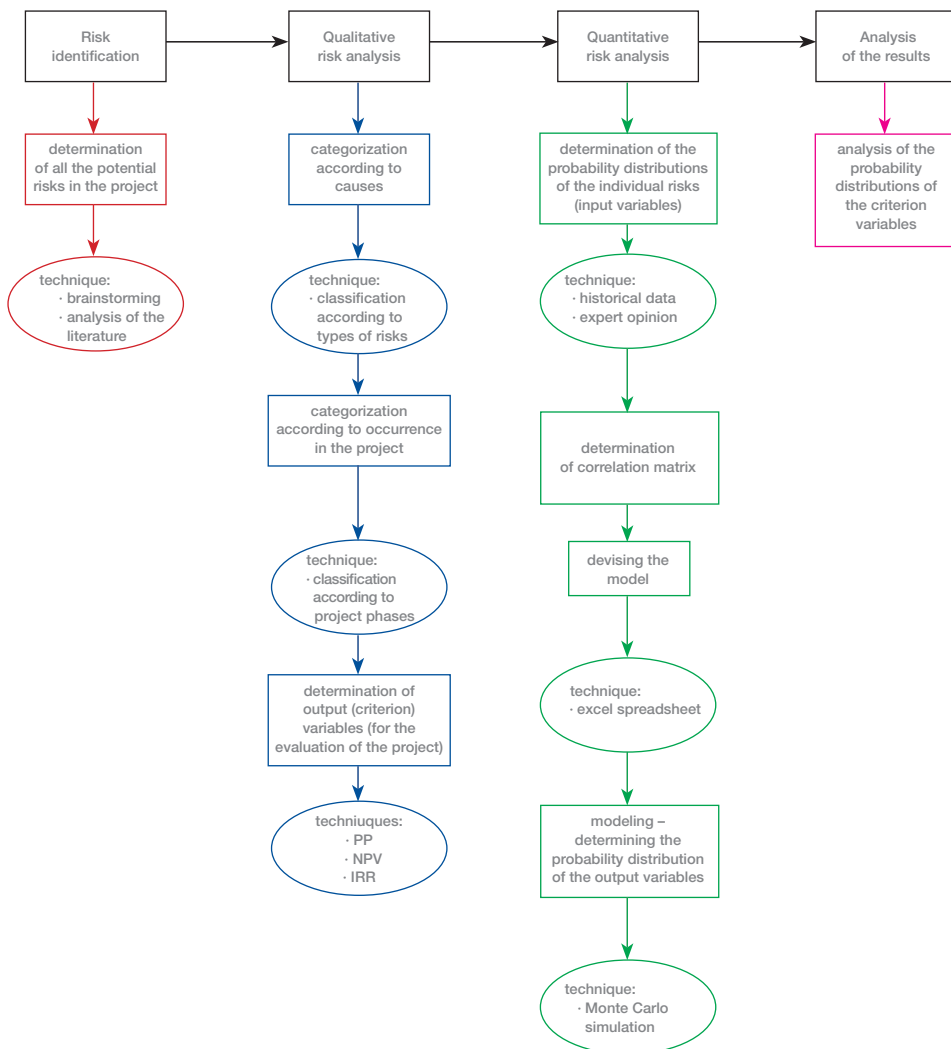 Risk
identification
Qualitative
risk analysis
Quantitative
risk analysis
Analysis
of the results
determination
of all the potential
risks in the project
technique:
· brainstorming
· analysis of the
literature
categorization
according to
causes
technique:
· classification
according to
types of risks
categorization
according to occurrence
in the project
technique:
· classification
according to
project phases
determination of
output (criterion)
variables (for the
evaluation of the project)
techniuques:
· PP
· NPV
· IRR
determination of the
probability distributions
of the individual risks
(input variables)
technique:
· historical data
· expert opinion
determination
of correlation matrix
devising the
model
technique:
· excel spreadsheet
modeling –
determining the
probability distribution
of the output variables
technique:
· Monte Carlo
simulation
analysis of the
probability
distributions of
the criterion
variables